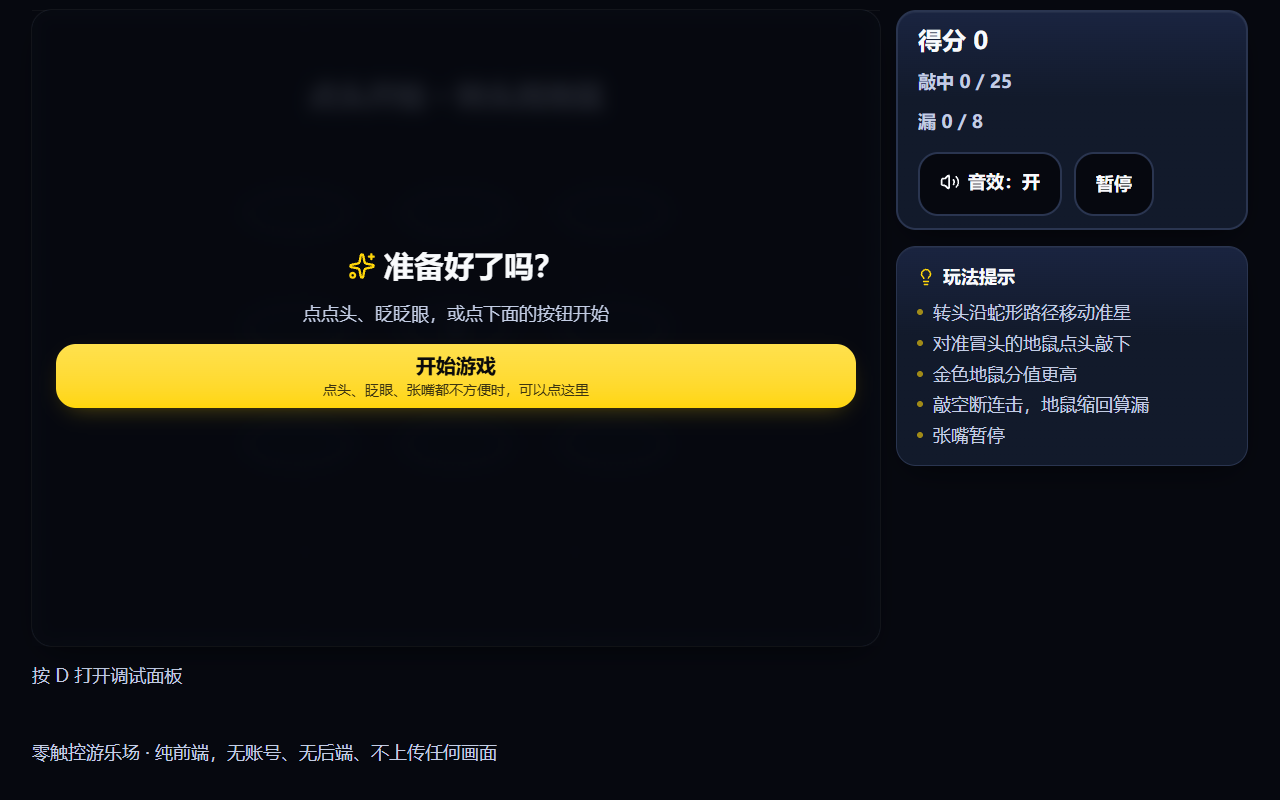 准备好了吗？
点点头、眨眨眼，或点下面的按钮开始
开始游戏
点头、眨眼、张嘴都不方便时，可以点这里
得分 0
敲中 0 / 25
漏 0 / 8
音效：开
暂停
玩法提示
转头沿蛇形路径移动准星
对准冒头的地鼠点头敲下
金色地鼠分值更高
敲空断连击，地鼠缩回算漏
张嘴暂停
按 D 打开调试面板
零触控游乐场 · 纯前端，无账号、无后端、不上传任何画面